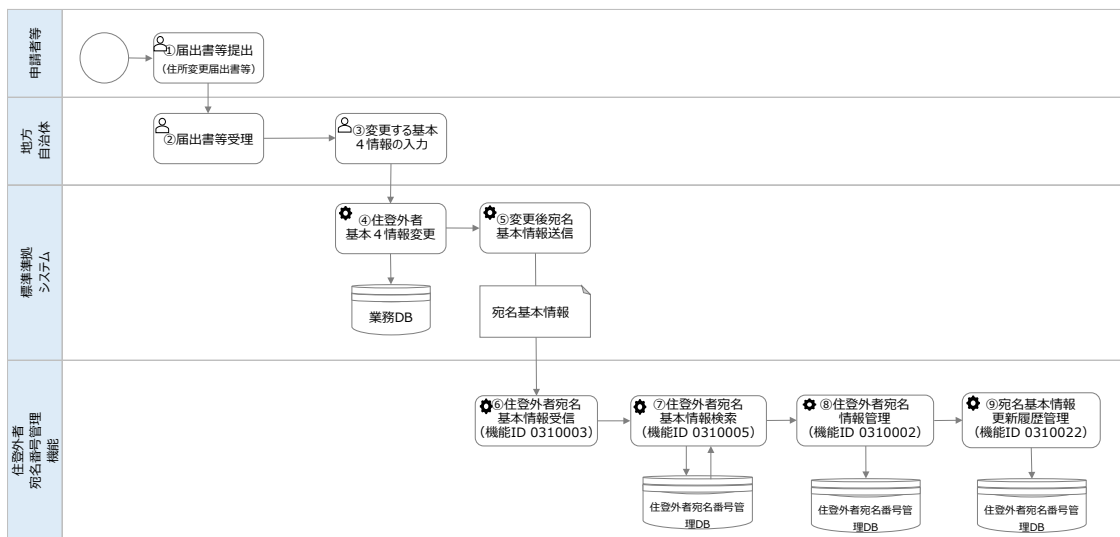 申請者等
①届出書等提出
（住所変更届出書等）
地方
自治体
②届出書等受理
③変更する基本
４情報の入力
標準準拠
システム
④住登外者
基本４情報変更
⑤変更後宛名
基本情報送信
業務DB
宛名基本情報
住登外者
宛名番号管理
機能
⑥住登外者宛名
基本情報受信
（機能ID 0310003）
⑦住登外者宛名
基本情報検索
（機能ID 0310005）
⑧住登外者宛名
情報管理
（機能ID 0310002）
⑨宛名基本情報
更新履歴管理
（機能ID 0310022）
住登外者宛名番号管
理DB
住登外者宛名番号管
理DB
住登外者宛名番号管
理DB